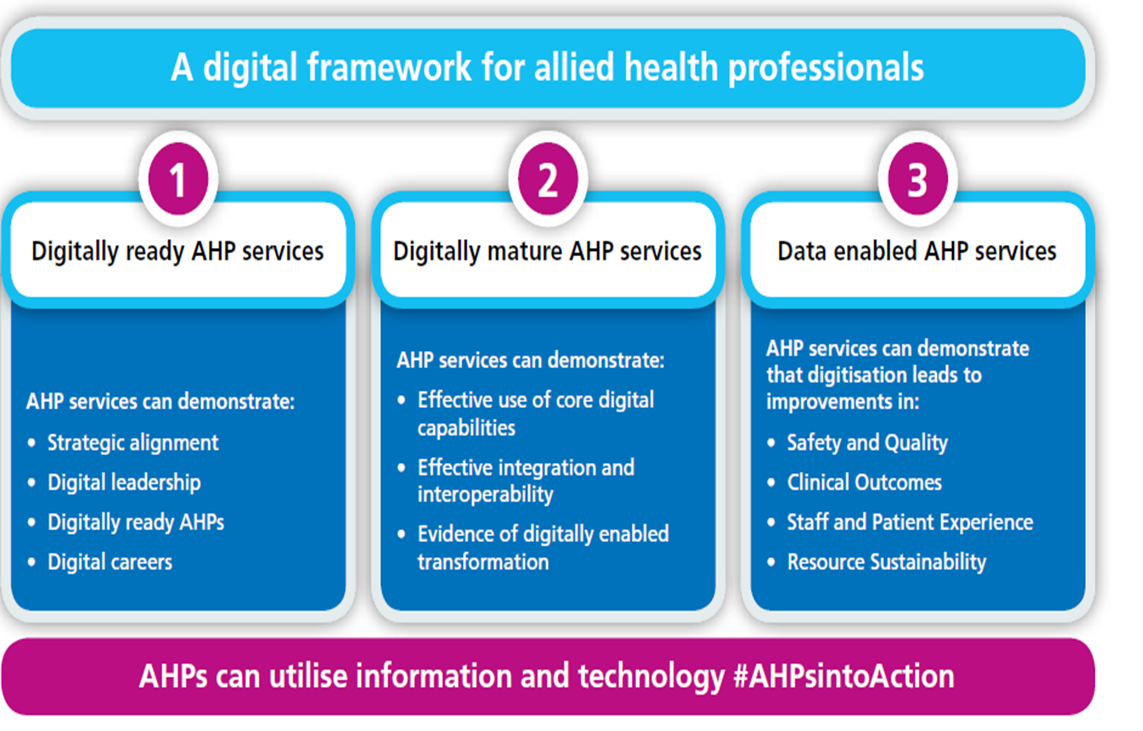 A digital framework for allied health professionals
1
Digitally ready AHP services
AHP services can demonstrate:
• Strategic alignment
• Digital leadership
• Digitally ready AHPs
• Digital careers
2
Digitally mature AHP services
AHP services can demonstrate:
• Effective use of core digital
capabilities
• Effective integration and
interoperability
• Evidence of digitally enabled
transformation
3
Data enabled AHP services
AHP services can demonstrate
that digitisation leads to
improvements in:
• Safety and Quality
• Clinical Outcomes
• Staff and Patient Experience
• Resource Sustainability
AHPs can utilise information and technology #AHPsintoAction